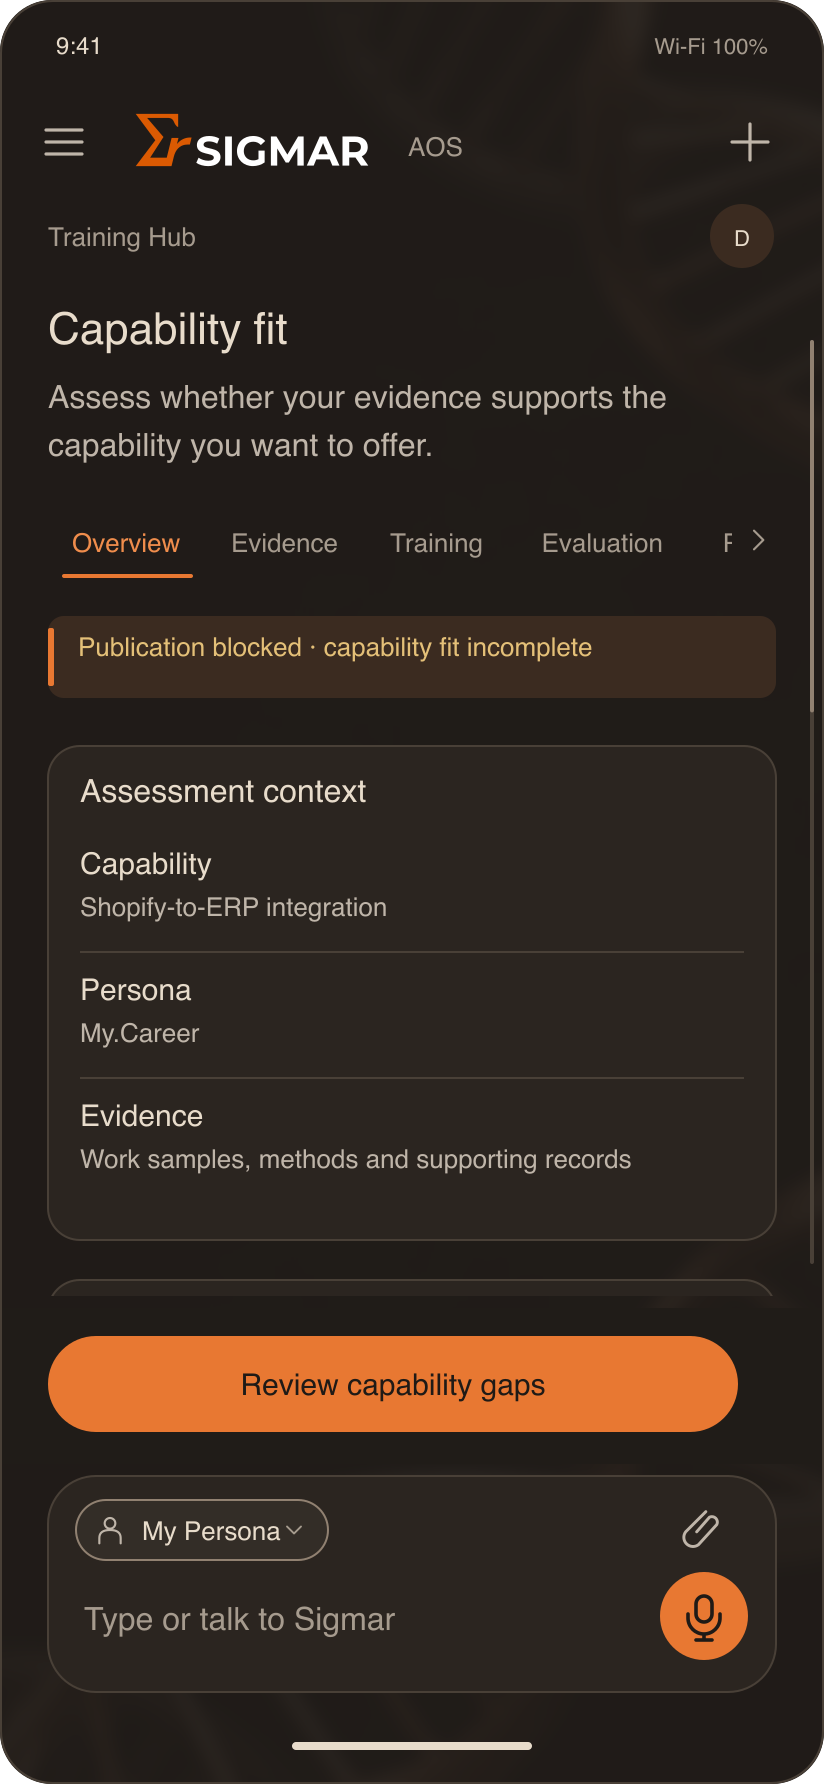 9:41
Wi-Fi 100%
Σr SIGMAR AOS
Training Hub
D
Capability fit
Assess whether your evidence supports the
capability you want to offer.
Overview Evidence Training Evaluation
Publication blocked · capability fit incomplete
Assessment context
Capability
Shopify-to-ERP integration
Persona
My.Career
Evidence
Work samples, methods and supporting records
Review capability gaps
My Persona
Type or talk to Sigmar